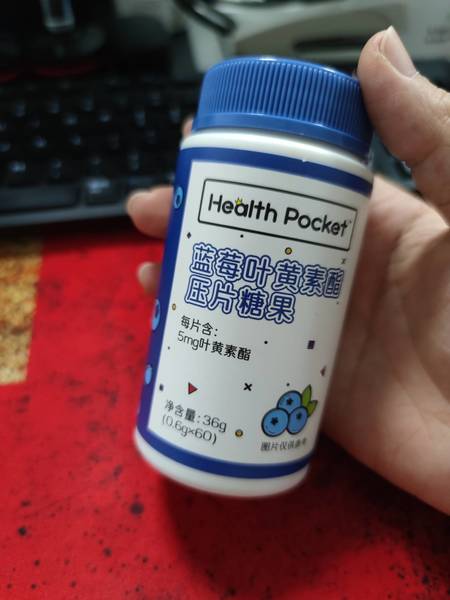 Health Pocket™
蓝莓叶黄素酯
压片糖果
每片含:
5mg叶黄素酯
净含量:36g
(0.6g×60)
图片仅供参考